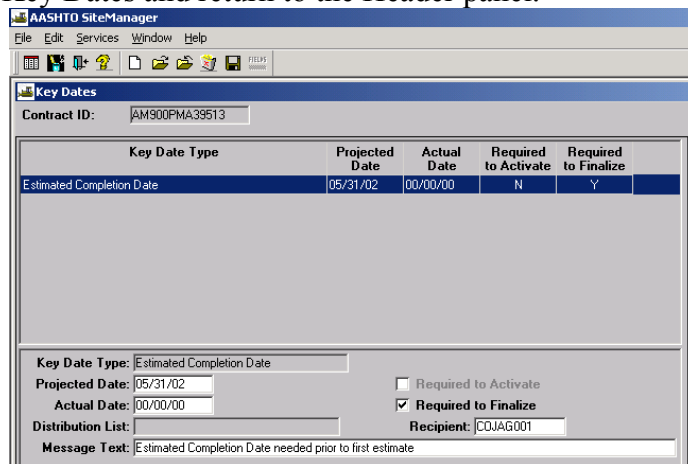 Key Dates and return to the Header panel.
AASHTO SiteManager
File Edit Services Window Help
FIELDS
Key Dates
Contract ID: AM900PMA39513
Key Date Type Projected Date Actual Date Required to Activate Required to Finalize
Estimated Completion Date 05/31/02 00/00/00 N Y
Key Date Type: Estimated Completion Date
Projected Date: 05/31/02 Required to Activate
Actual Date: 00/00/00 Required to Finalize
Distribution List: Recipient: COJAG001
Message Text: Estimated Completion Date needed prior to first estimate